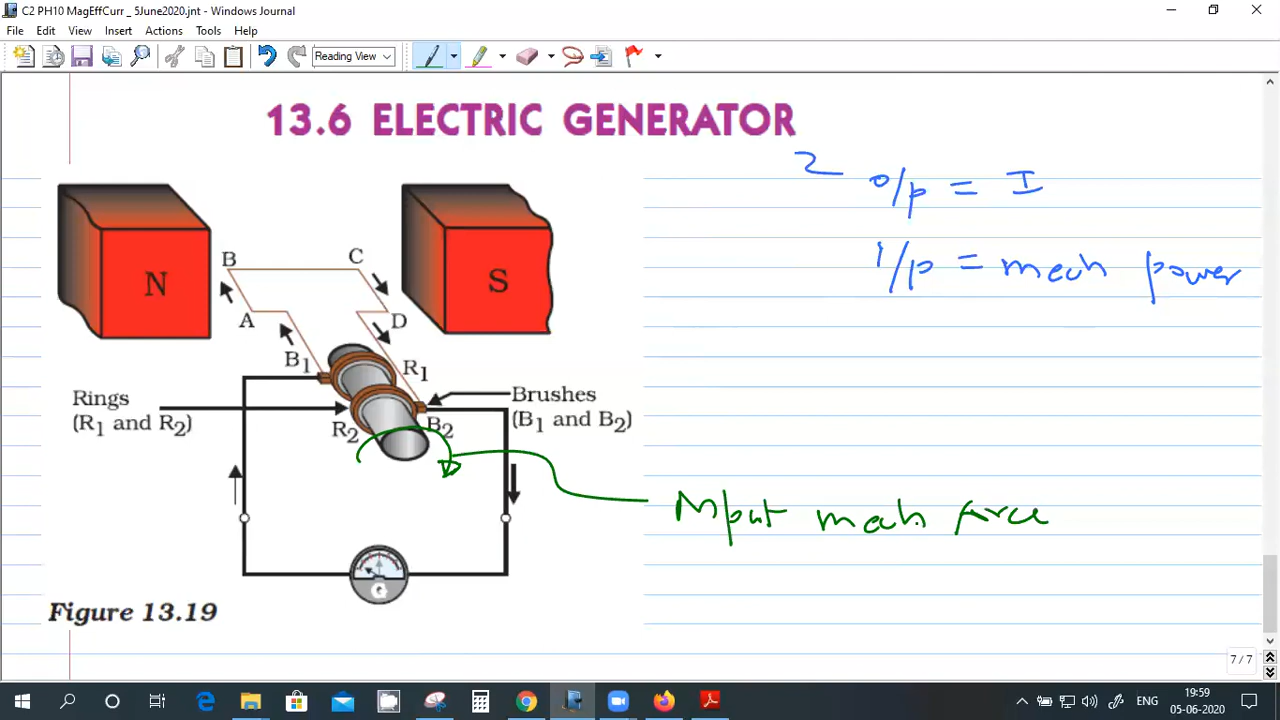 C2 PH10 MagEffCurr _ 5June2020.jnt - Windows Journal
File Edit View Insert Actions Tools Help
Reading View
13.6 ELECTRIC GENERATOR
2 o/p = I
i/p = mech power
N
S
B
C
A
D
B1
R1
Rings
(R1 and R2)
Brushes
(B1 and B2)
R2
B2
Input mech force
G
Figure 13.19
7 / 7
ENG
19:59
05-06-2020